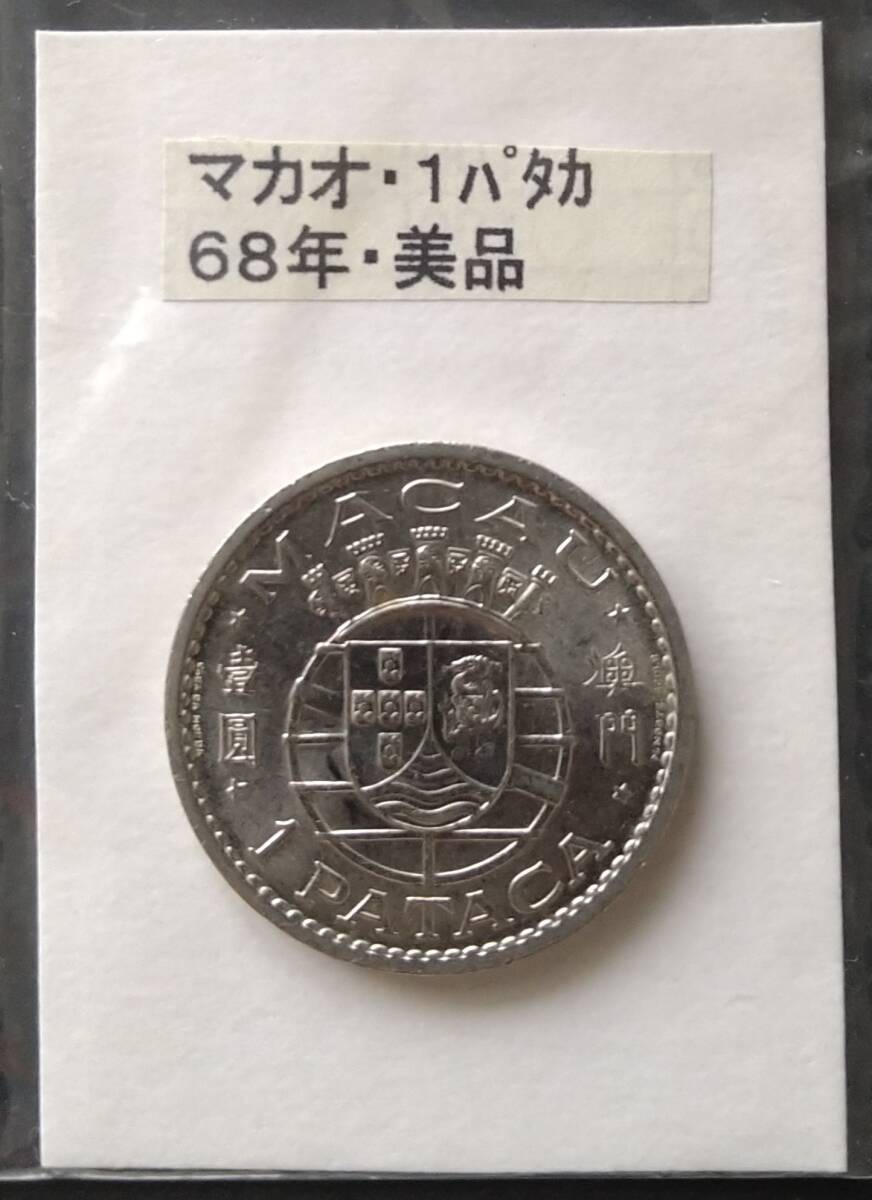 マカオ・1パタカ
68年・美品
MACAU
壹圓
澳門
1 PATACA